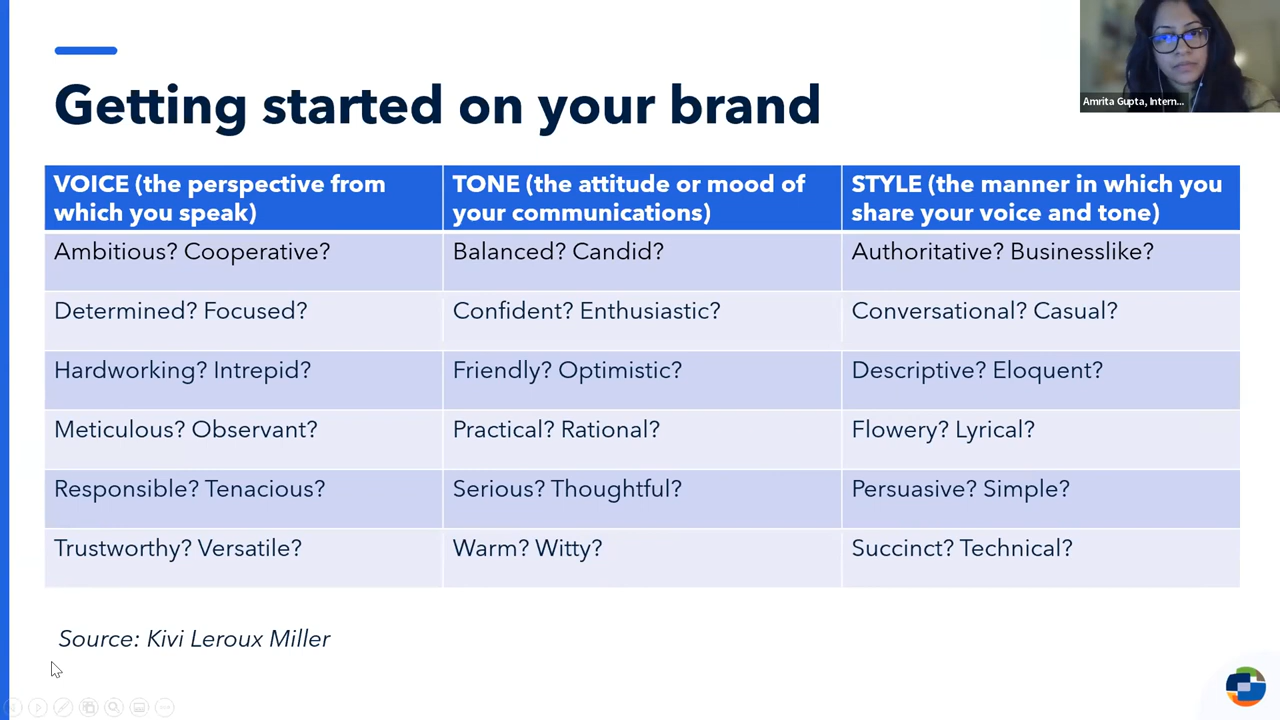 Getting started on your brand
Amrita Gupta, Intern...
VOICE (the perspective from
which you speak)
TONE (the attitude or mood of
your communications)
STYLE (the manner in which you
share your voice and tone)
Ambitious? Cooperative?
Balanced? Candid?
Authoritative? Businesslike?
Determined? Focused?
Confident? Enthusiastic?
Conversational? Casual?
Hardworking? Intrepid?
Friendly? Optimistic?
Descriptive? Eloquent?
Meticulous? Observant?
Practical? Rational?
Flowery? Lyrical?
Responsible? Tenacious?
Serious? Thoughtful?
Persuasive? Simple?
Trustworthy? Versatile?
Warm? Witty?
Succinct? Technical?
Source: Kivi Leroux Miller